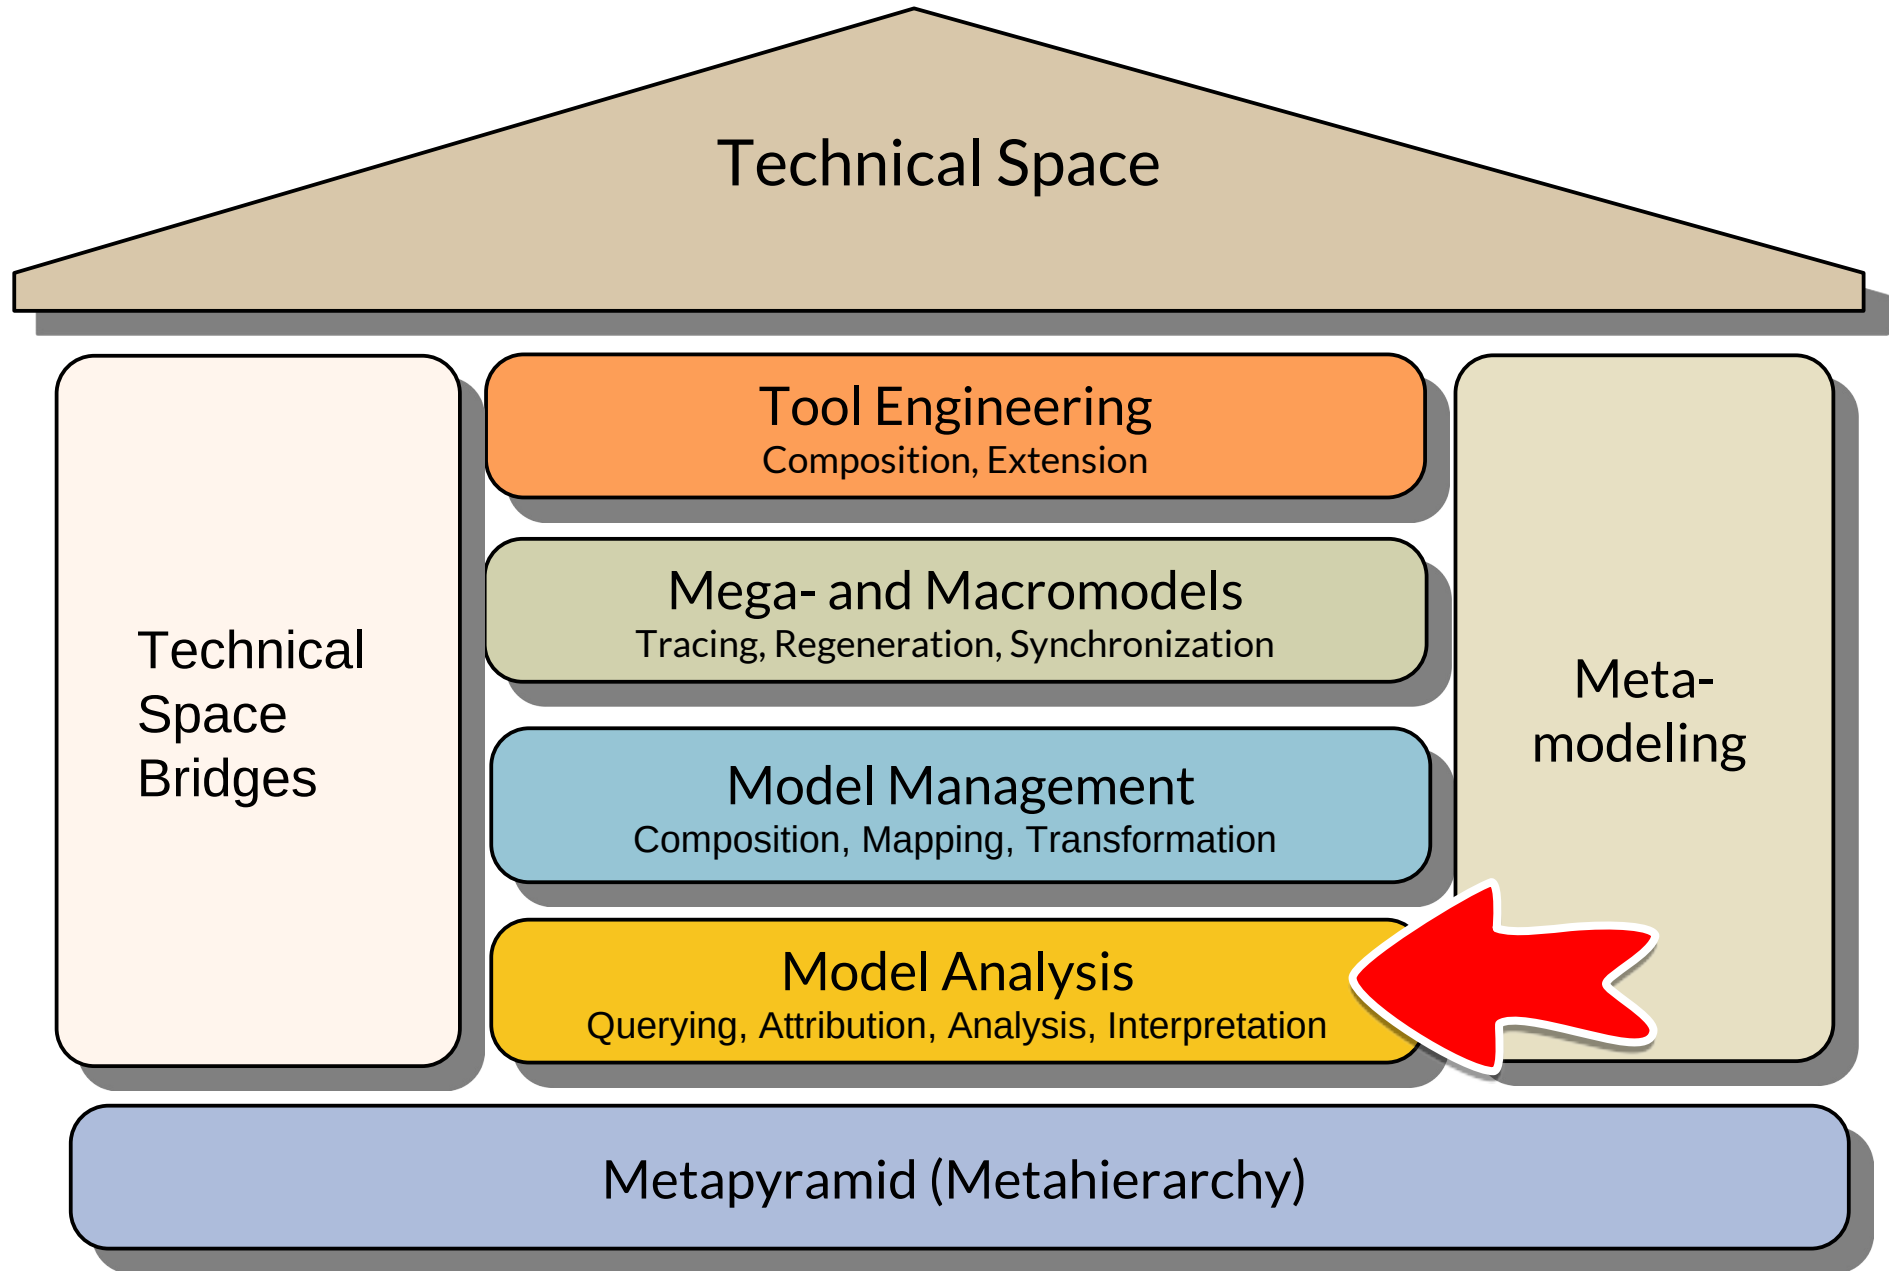 Technical Space
Tool Engineering
Composition, Extension
Mega- and Macromodels
Tracing, Regeneration, Synchronization
Technical
Space
Bridges
Meta-
modeling
Model Management
Composition, Mapping, Transformation
Model Analysis
Querying, Attribution, Analysis, Interpretation
Metapyramid (Metahierarchy)